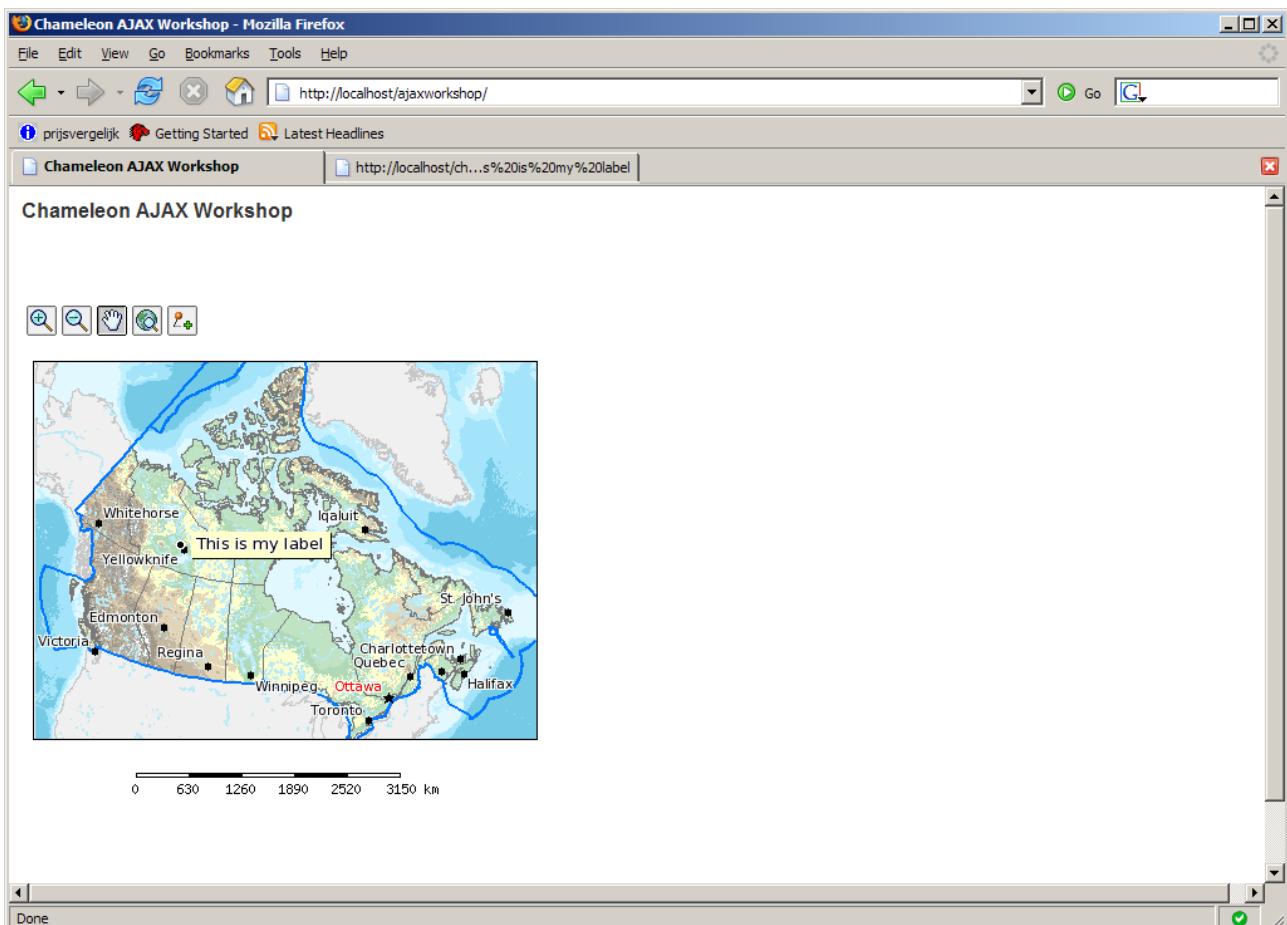 Chameleon AJAX Workshop - Mozilla Firefox
File Edit View Go Bookmarks Tools Help
http://localhost/ajaxworkshop/
Go
G
prijsvergelijk Getting Started Latest Headlines
Chameleon AJAX Workshop http://localhost/ch...s%20is%20my%20label
Chameleon AJAX Workshop
Whitehorse
Iqaluit
This is my label
Yellowknife
St. John's
Edmonton
Victoria
Regina
Charlottetown
Quebec
Winnipeg
Ottawa
Halifax
Toronto
0 630 1260 1890 2520 3150 km
Done